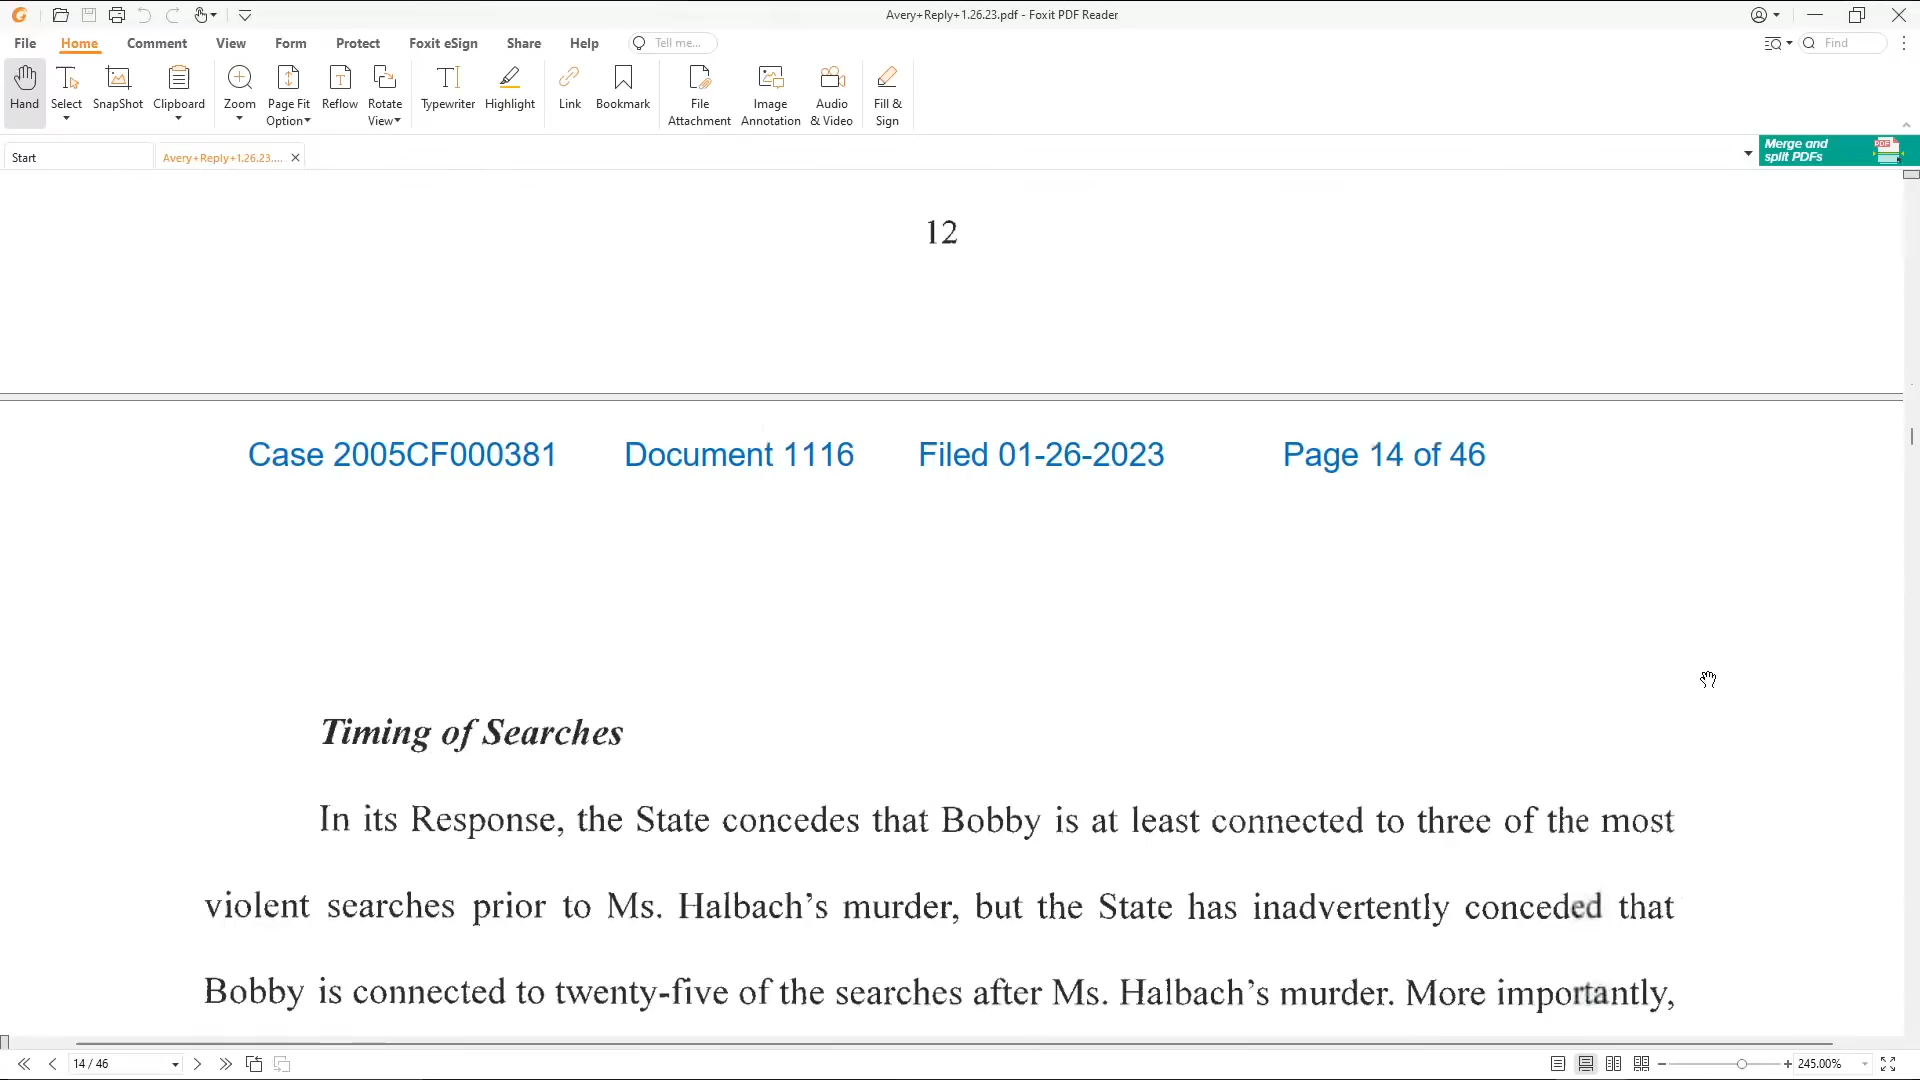 Avery+Reply+1.26.23.pdf - Foxit PDF Reader
File Home Comment View Form Protect Foxit eSign Share Help Tell me... Find
Hand Select SnapShot Clipboard Zoom Page Fit Option Reflow Rotate View Typewriter Highlight Link Bookmark File Attachment Image Annotation Audio & Video Fill & Sign
Start Avery+Reply+1.26.23....
Merge and
split PDFs
12
Case 2005CF000381 Document 1116 Filed 01-26-2023 Page 14 of 46
Timing of Searches
In its Response, the State concedes that Bobby is at least connected to three of the most
violent searches prior to Ms. Halbach's murder, but the State has inadvertently conceded that
Bobby is connected to twenty-five of the searches after Ms. Halbach's murder. More importantly,
14 / 46 245.00%